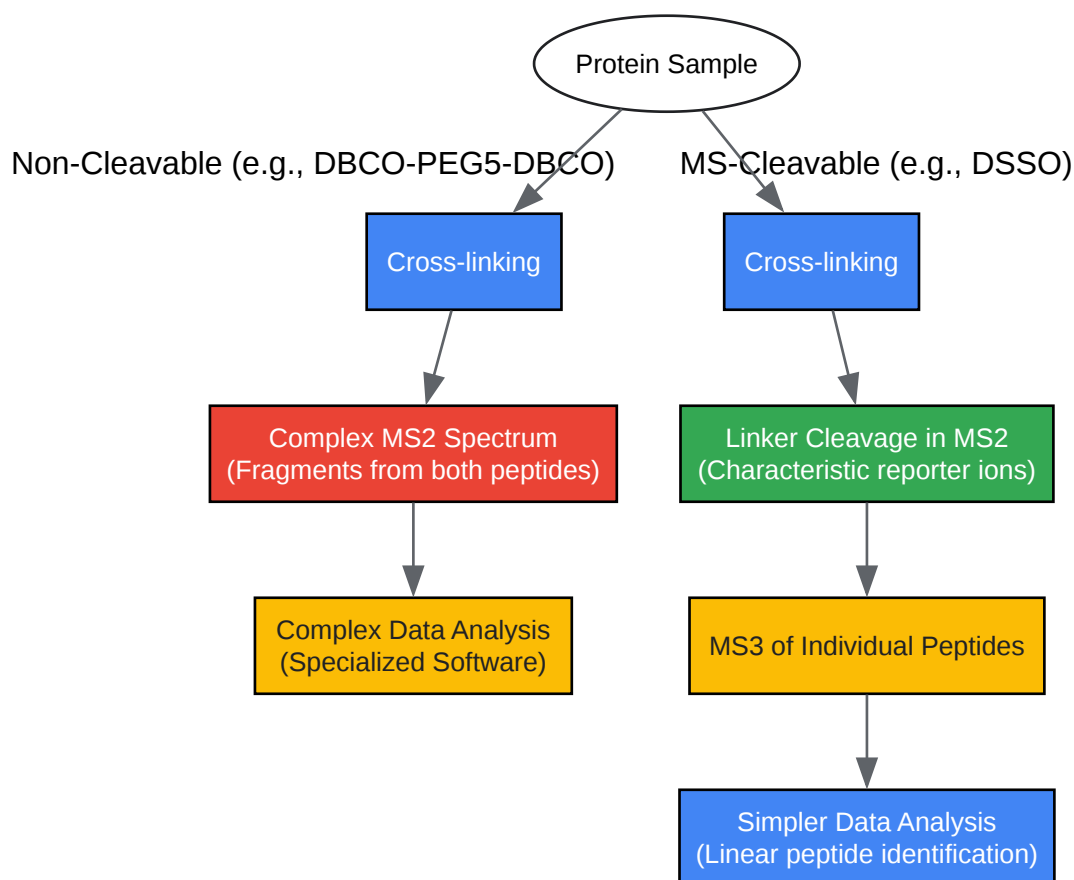 Protein Sample
Non-Cleavable (e.g., DBCO-PEG5-DBCO)
MS-Cleavable (e.g., DSSO)
Cross-linking
Cross-linking
Complex MS2 Spectrum
(Fragments from both peptides)
Linker Cleavage in MS2
(Characteristic reporter ions)
Complex Data Analysis
(Specialized Software)
MS3 of Individual Peptides
Simpler Data Analysis
(Linear peptide identification)